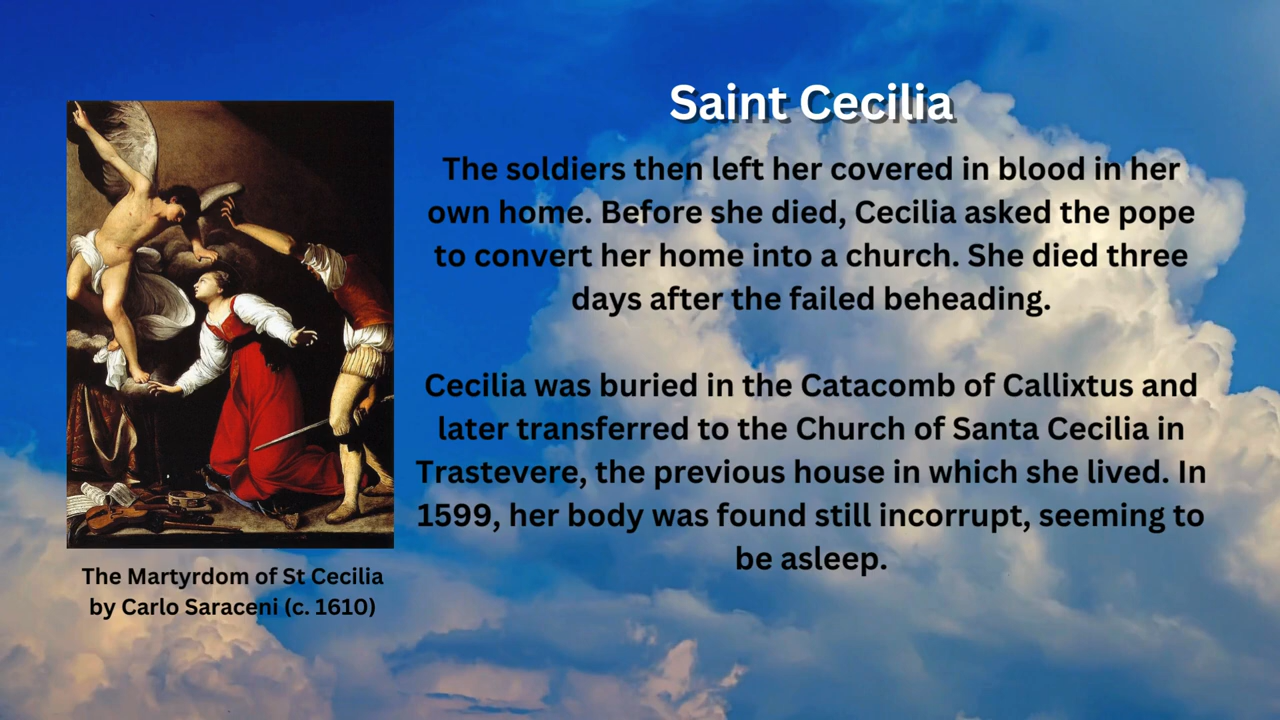 Saint Cecilia
The soldiers then left her covered in blood in her
own home. Before she died, Cecilia asked the pope
to convert her home into a church. She died three
days after the failed beheading.
Cecilia was buried in the Catacomb of Callixtus and
later transferred to the Church of Santa Cecilia in
Trastevere, the previous house in which she lived. In
1599, her body was found still incorrupt, seeming to
be asleep.
The Martyrdom of St Cecilia
by Carlo Saraceni (c. 1610)